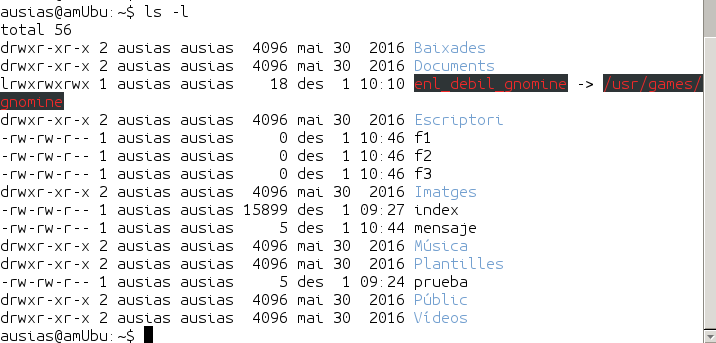 ausias@amUbu:~$ ls -l
total 56
drwxr-xr-x 2 ausias ausias  4096 mai 30  2016 Baixades
drwxr-xr-x 2 ausias ausias  4096 mai 30  2016 Documents
lrwxrwxrwx 1 ausias ausias    18 des  1 10:10 enl_debil_gnomine -> /usr/games/
gnomine
drwxr-xr-x 2 ausias ausias  4096 mai 30  2016 Escriptori
-rw-rw-r-- 1 ausias ausias     0 des  1 10:46 f1
-rw-rw-r-- 1 ausias ausias     0 des  1 10:46 f2
-rw-rw-r-- 1 ausias ausias     0 des  1 10:46 f3
drwxr-xr-x 2 ausias ausias  4096 mai 30  2016 Imatges
-rw-rw-r-- 1 ausias ausias 15899 des  1 09:27 index
-rw-rw-r-- 1 ausias ausias     5 des  1 10:44 mensaje
drwxr-xr-x 2 ausias ausias  4096 mai 30  2016 Música
drwxr-xr-x 2 ausias ausias  4096 mai 30  2016 Plantilles
-rw-rw-r-- 1 ausias ausias     5 des  1 09:24 prueba
drwxr-xr-x 2 ausias ausias  4096 mai 30  2016 Públic
drwxr-xr-x 2 ausias ausias  4096 mai 30  2016 Vídeos
ausias@amUbu:~$